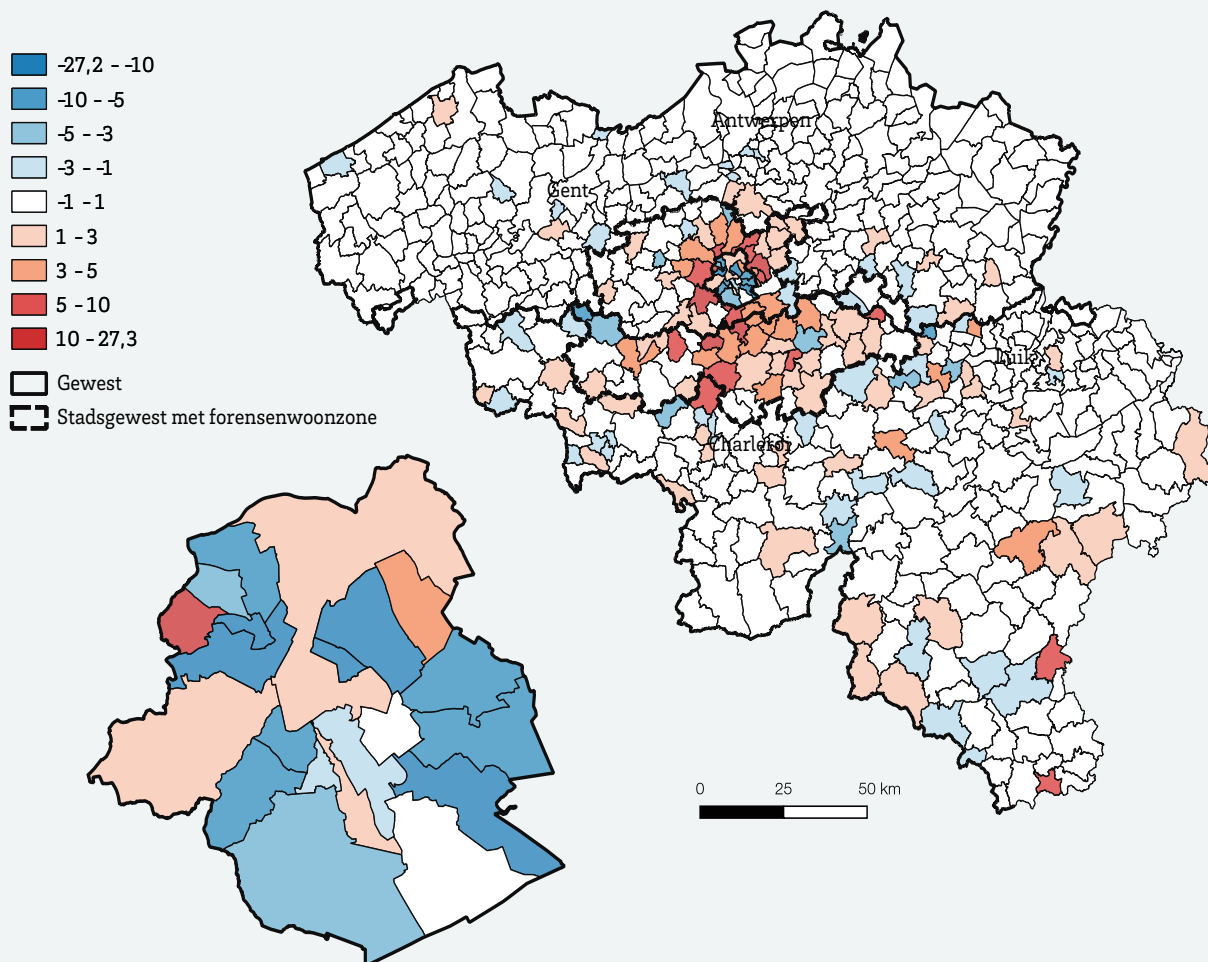 -27,2 - -10
-10 - -5
-5 - -3
-3 - -1
-1 - 1
1 - 3
3 - 5
5 - 10
10 - 27,3
Gewest
Stadsgewest met forensenwoonzone
Antwerpen
Gent
Luik
Charleroi
0 25 50 km